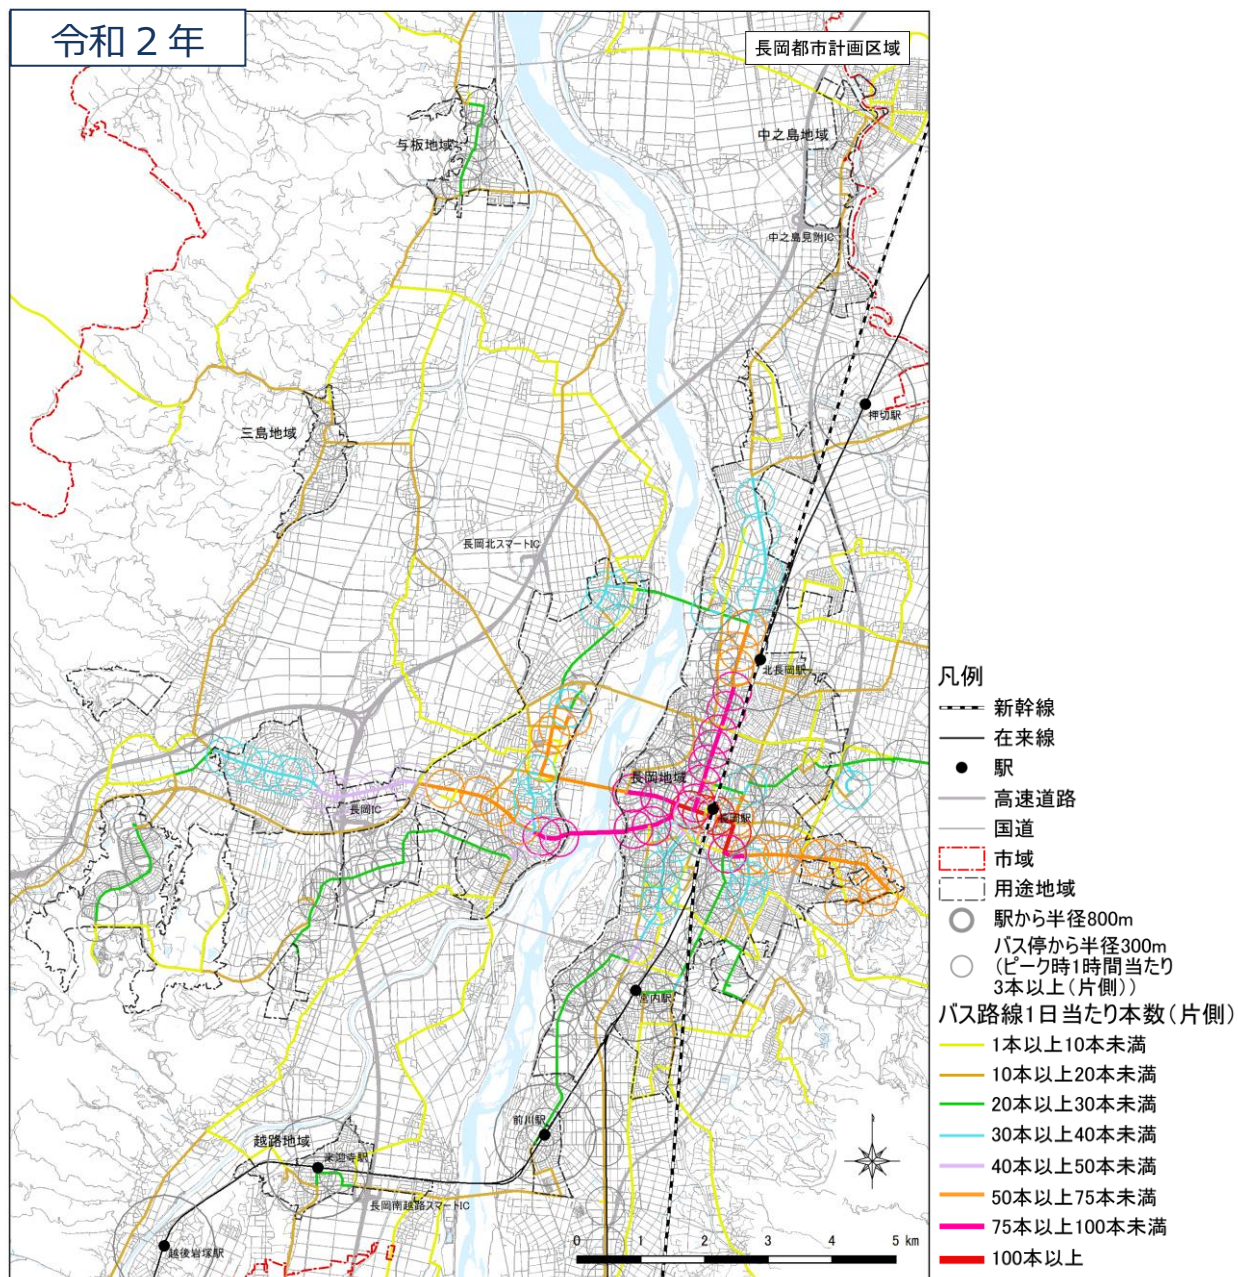 令和２年
長岡都市計画区域
与板地域
中之島地域
中之島見附IC
押切駅
三島地域
長岡北スマートIC
北長岡駅
長岡地域
長岡IC
長岡駅
宮内駅
前川駅
越路地域
来迎寺駅
長岡南越路スマートIC
越後岩塚駅
0 1 2 3 4 5 km
凡例
新幹線
在来線
駅
高速道路
国道
市域
用途地域
駅から半径800m
バス停から半径300m
(ピーク時1時間当たり
3本以上(片側))
バス路線1日当たり本数(片側)
1本以上10本未満
10本以上20本未満
20本以上30本未満
30本以上40本未満
40本以上50本未満
50本以上75本未満
75本以上100本未満
100本以上